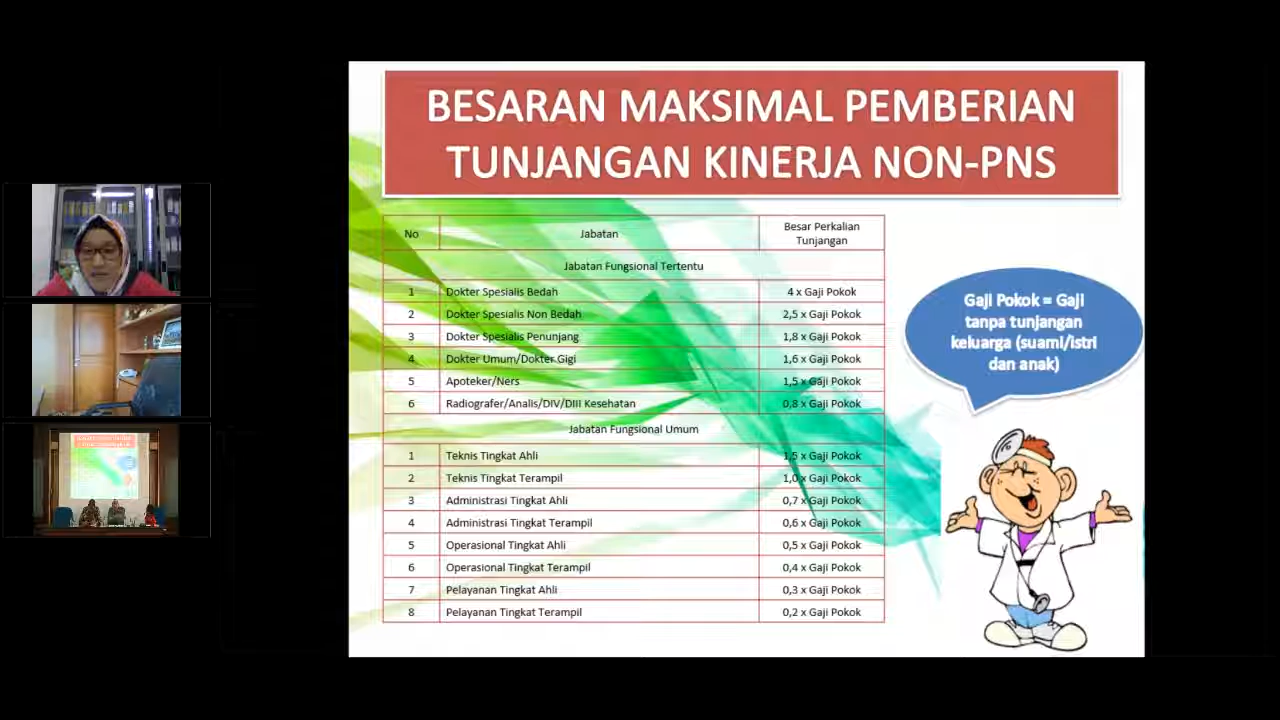 BESARAN MAKSIMAL PEMBERIAN
TUNJANGAN KINERJA NON-PNS
No Jabatan Besar Perkalian
Tunjangan
Jabatan Fungsional Tertentu
1 Dokter Spesialis Bedah 4 x Gaji Pokok
2 Dokter Spesialis Non Bedah 2,5 x Gaji Pokok
3 Dokter Spesialis Penunjang 1,8 x Gaji Pokok
4 Dokter Umum/Dokter Gigi 1,6 x Gaji Pokok
5 Apoteker/Ners 1,5 x Gaji Pokok
6 Radiografer/Analis/DIV/DIII Kesehatan 0,8 x Gaji Pokok
Jabatan Fungsional Umum
1 Teknis Tingkat Ahli 1,5 x Gaji Pokok
2 Teknis Tingkat Terampil 1,0 x Gaji Pokok
3 Administrasi Tingkat Ahli 0,7 x Gaji Pokok
4 Administrasi Tingkat Terampil 0,6 x Gaji Pokok
5 Operasional Tingkat Ahli 0,5 x Gaji Pokok
6 Operasional Tingkat Terampil 0,4 x Gaji Pokok
7 Pelayanan Tingkat Ahli 0,3 x Gaji Pokok
8 Pelayanan Tingkat Terampil 0,2 x Gaji Pokok
Gaji Pokok = Gaji
tanpa tunjangan
keluarga (suami/istri
dan anak)